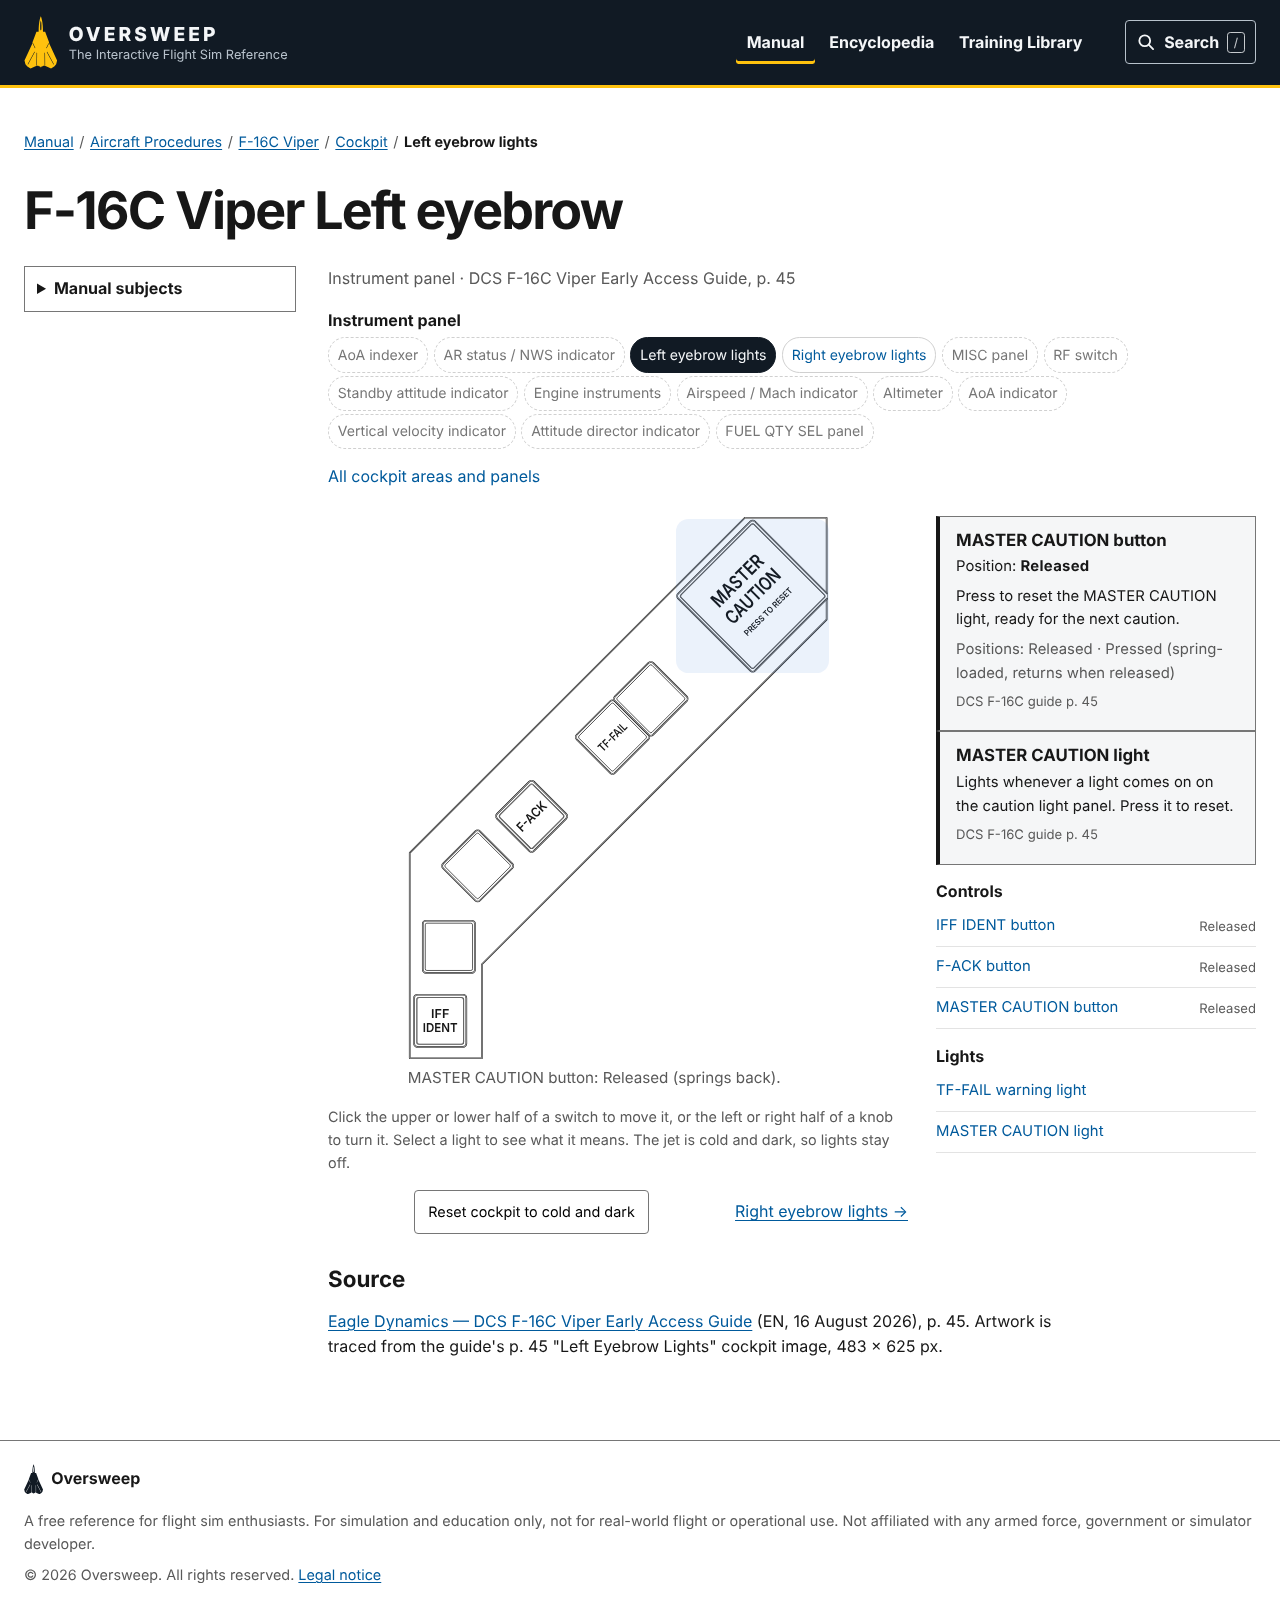 OVERSWEEP
The Interactive Flight Sim Reference
Manual
Encyclopedia
Training Library
Search /
Manual / Aircraft Procedures / F-16C Viper / Cockpit / Left eyebrow lights
F-16C Viper Left eyebrow
Manual subjects
Instrument panel · DCS F-16C Viper Early Access Guide, p. 45
Instrument panel
AoA indexer
AR status / NWS indicator
Left eyebrow lights
Right eyebrow lights
MISC panel
RF switch
Standby attitude indicator
Engine instruments
Airspeed / Mach indicator
Altimeter
AoA indicator
Vertical velocity indicator
Attitude director indicator
FUEL QTY SEL panel
All cockpit areas and panels
MASTER
CAUTION
PRESS TO RESET
TF-FAIL
F-ACK
IFF
IDENT
MASTER CAUTION button: Released (springs back).
Click the upper or lower half of a switch to move it, or the left or right half of a knob
to turn it. Select a light to see what it means. The jet is cold and dark, so lights stay
off.
Reset cockpit to cold and dark
Right eyebrow lights →
MASTER CAUTION button
Position: Released
Press to reset the MASTER CAUTION
light, ready for the next caution.
Positions: Released · Pressed (spring-
loaded, returns when released)
DCS F-16C guide p. 45
MASTER CAUTION light
Lights whenever a light comes on on
the caution light panel. Press it to reset.
DCS F-16C guide p. 45
Controls
IFF IDENT button Released
F-ACK button Released
MASTER CAUTION button Released
Lights
TF-FAIL warning light
MASTER CAUTION light
Source
Eagle Dynamics — DCS F-16C Viper Early Access Guide (EN, 16 August 2026), p. 45. Artwork is
traced from the guide's p. 45 "Left Eyebrow Lights" cockpit image, 483 × 625 px.
Oversweep
A free reference for flight sim enthusiasts. For simulation and education only, not for real-world flight or operational use. Not affiliated with any armed force, government or simulator
developer.
© 2026 Oversweep. All rights reserved. Legal notice